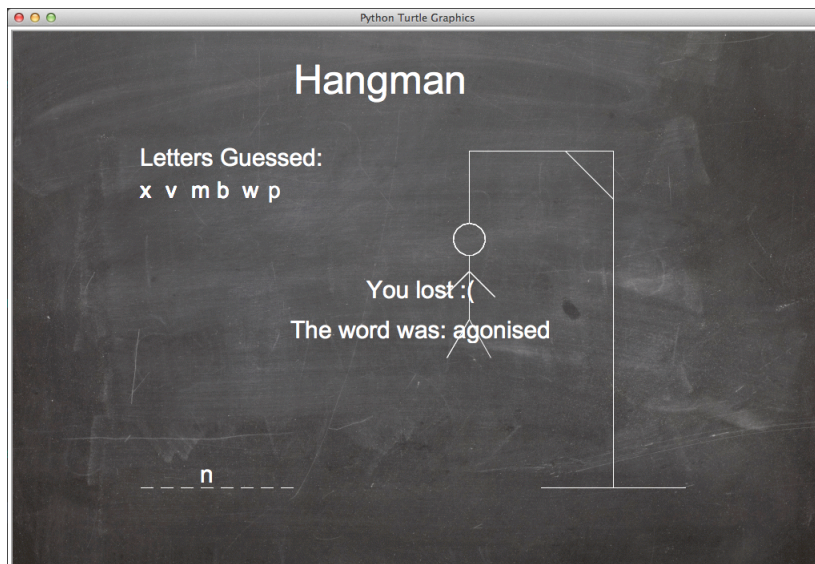 Python Turtle Graphics
Hangman
Letters Guessed:
x v m b w p
You lost :(
The word was: agonised
n